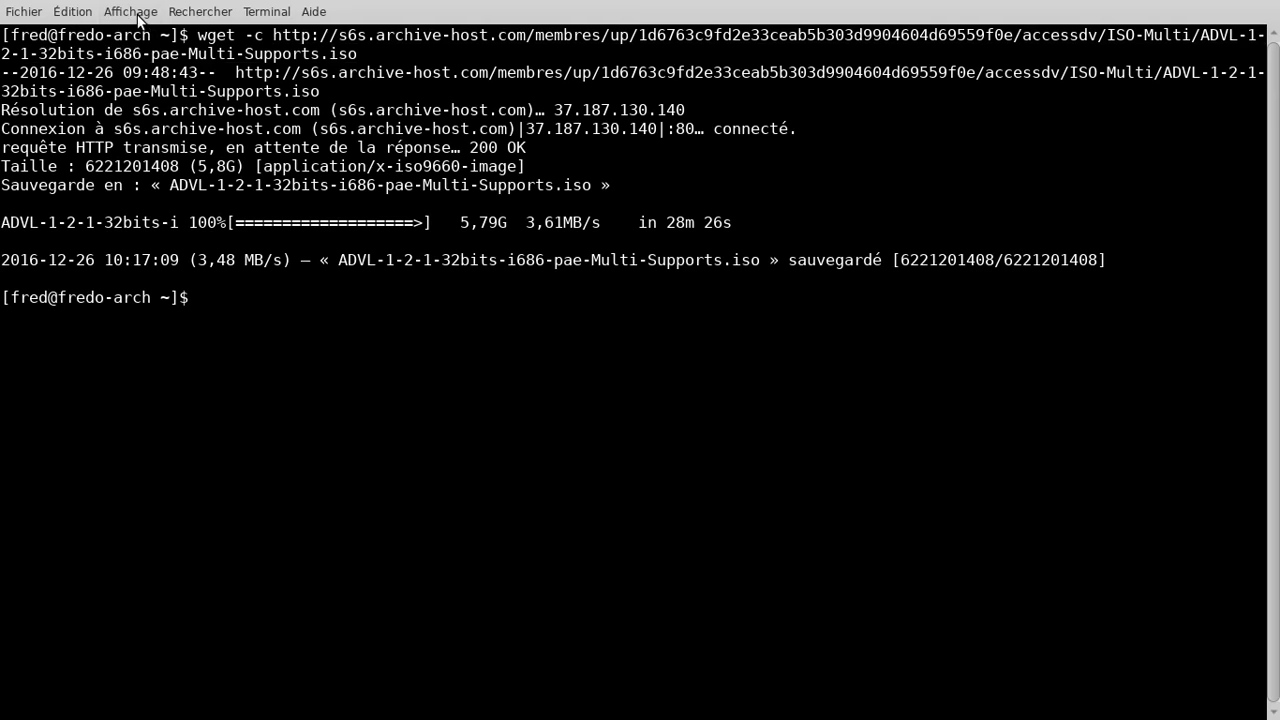 Fichier Édition Affichage Rechercher Terminal Aide
[fred@fredo-arch ~]$ wget -c http://s6s.archive-host.com/membres/up/1d6763c9fd2e33ceab5b303d9904604d69559f0e/accessdv/ISO-Multi/ADVL-1-
2-1-32bits-i686-pae-Multi-Supports.iso
--2016-12-26 09:48:43--  http://s6s.archive-host.com/membres/up/1d6763c9fd2e33ceab5b303d9904604d69559f0e/accessdv/ISO-Multi/ADVL-1-2-1-
32bits-i686-pae-Multi-Supports.iso
Résolution de s6s.archive-host.com (s6s.archive-host.com)… 37.187.130.140
Connexion à s6s.archive-host.com (s6s.archive-host.com)|37.187.130.140|:80… connecté.
requête HTTP transmise, en attente de la réponse… 200 OK
Taille : 6221201408 (5,8G) [application/x-iso9660-image]
Sauvegarde en : « ADVL-1-2-1-32bits-i686-pae-Multi-Supports.iso »
ADVL-1-2-1-32bits-i 100%[===================>]   5,79G  3,61MB/s    in 28m 26s
2016-12-26 10:17:09 (3,48 MB/s) — « ADVL-1-2-1-32bits-i686-pae-Multi-Supports.iso » sauvegardé [6221201408/6221201408]
[fred@fredo-arch ~]$